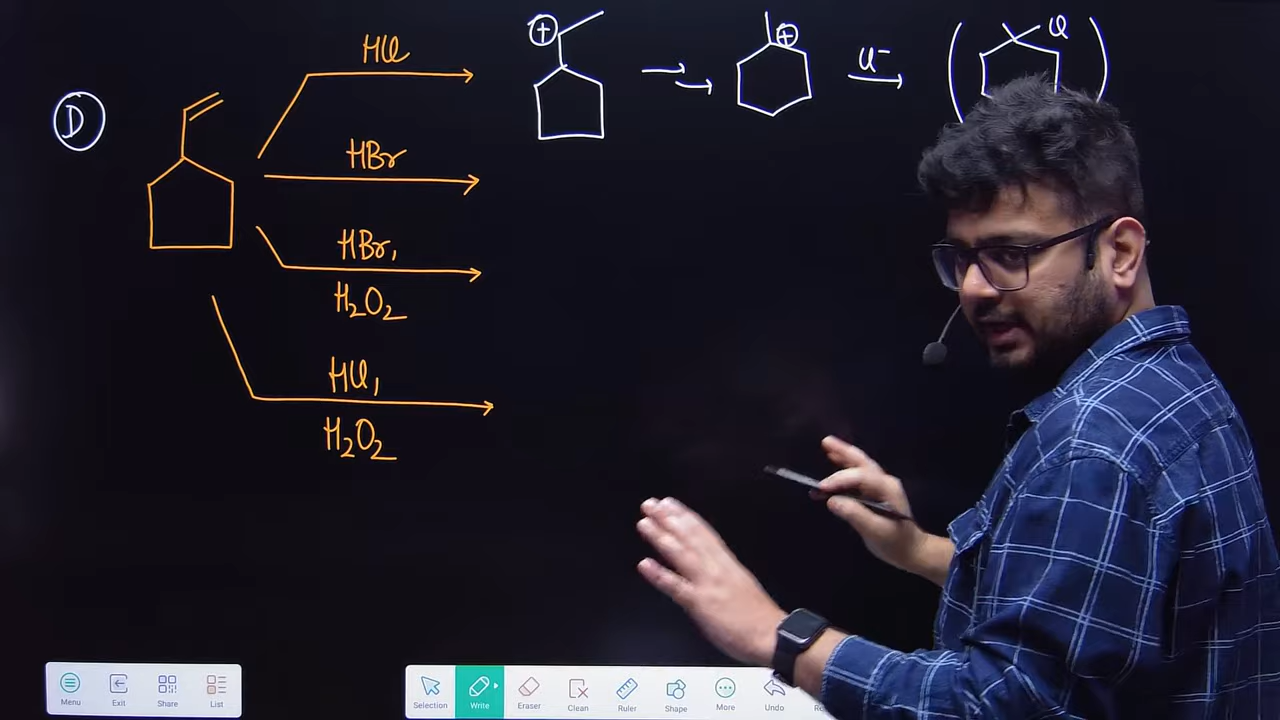 HCl
⊕
⊕
Cl⁻
Cl
D
HBr
HBr,
H₂O₂
HCl,
H₂O₂
Menu
Exit
Share
List
Selection
Write
Eraser
Clean
Ruler
Shape
More
Undo